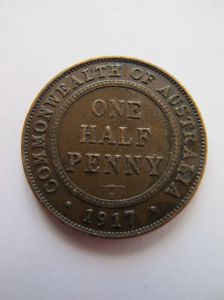 COMMONWEALTH OF AUSTRALIA
ONE
HALF
PENNY
1917